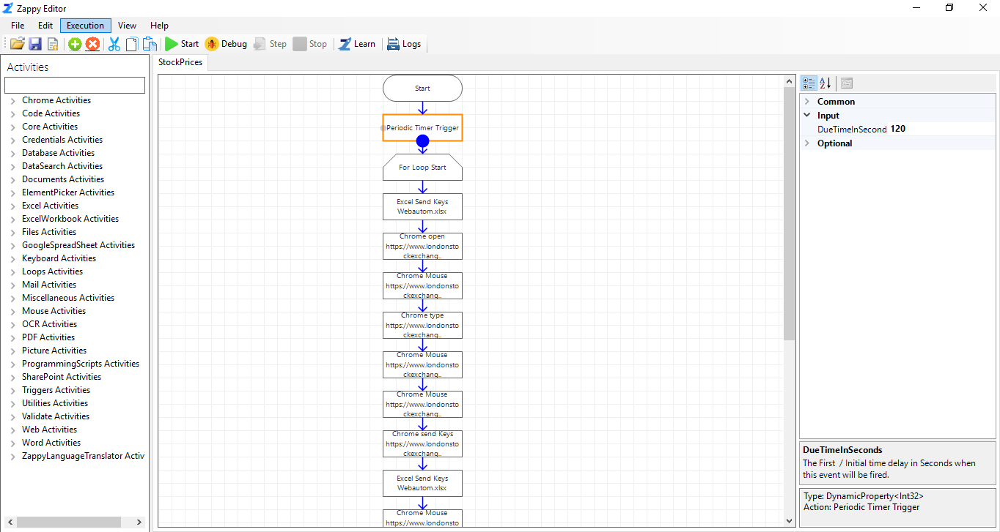 Zappy Editor
File Edit Execution View Help
Start Debug Step Stop Learn Logs
Activities
Chrome Activities
Code Activities
Core Activities
Credentials Activities
Database Activities
DataSearch Activities
Documents Activities
ElementPicker Activities
Excel Activities
ExcelWorkbook Activities
Files Activities
GoogleSpreadSheet Activities
Keyboard Activities
Loops Activities
Mail Activities
Miscellaneous Activities
Mouse Activities
OCR Activities
PDF Activities
Picture Activities
ProgrammingScripts Activities
SharePoint Activities
Triggers Activities
Utilities Activities
Validate Activities
Web Activities
Word Activities
ZappyLanguageTranslator Activ
StockPrices
Start
Periodic Timer Trigger
For Loop Start
Excel Send Keys
Webautom.xlsx
Chrome open
https://www.londonsto
ckexchang..
Chrome Mouse
https://www.londonsto
ckexchang..
Chrome type
https://www.londonsto
ckexchang..
Chrome Mouse
https://www.londonsto
ckexchang..
Chrome Mouse
https://www.londonsto
ckexchang..
Chrome send Keys
https://www.londonsto
ckexchang..
Excel Send Keys
Webautom.xlsx
Chrome Mouse
https://www.londonsto
Common
Input
DueTimeInSecond 120
Optional
DueTimeInSeconds
The First / Initial time delay in Seconds when
this event will be fired.
Type: DynamicProperty<Int32>
Action: Periodic Timer Trigger